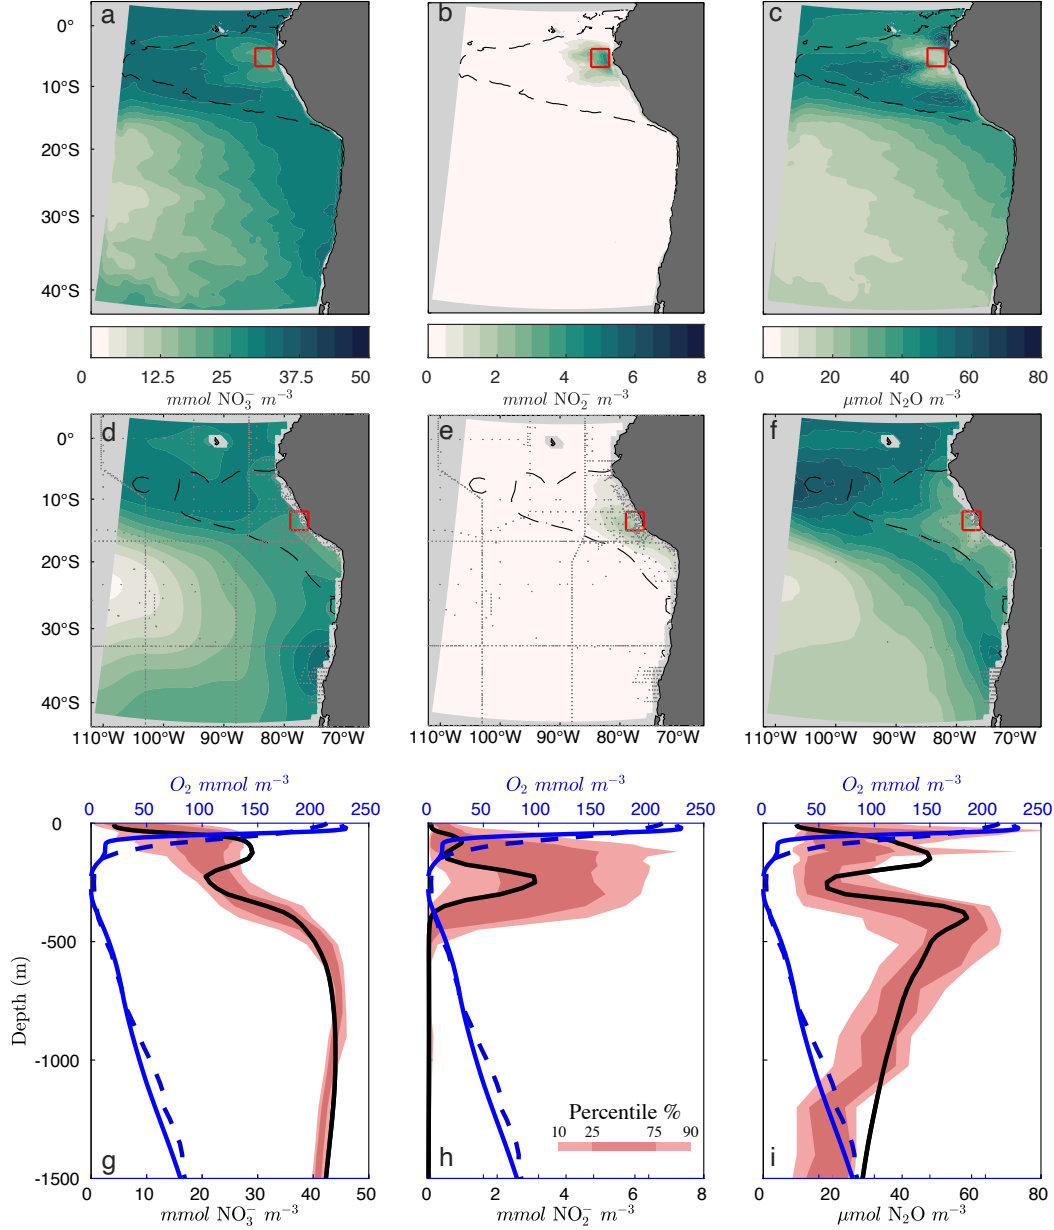 a b c
0°
10°S
20°S
30°S
40°S
0 12.5 25 37.5 50
mmol NO₃⁻ m⁻³
0 2 4 6 8
mmol NO₂⁻ m⁻³
0 20 40 60 80
μmol N₂O m⁻³
d e f
0°
10°S
20°S
30°S
40°S
110°W 100°W 90°W 80°W 70°W
110°W 100°W 90°W 80°W 70°W
110°W 100°W 90°W 80°W 70°W
O₂ mmol m⁻³
0 50 100 150 200 250
O₂ mmol m⁻³
0 50 100 150 200 250
O₂ mmol m⁻³
0 50 100 150 200 250
Depth (m)
0
-500
-1000
-1500
g h i
Percentile %
10 25 75 90
0 10 20 30 40 50
mmol NO₃⁻ m⁻³
0 2 4 6 8
mmol NO₂⁻ m⁻³
0 20 40 60 80
μmol N₂O m⁻³